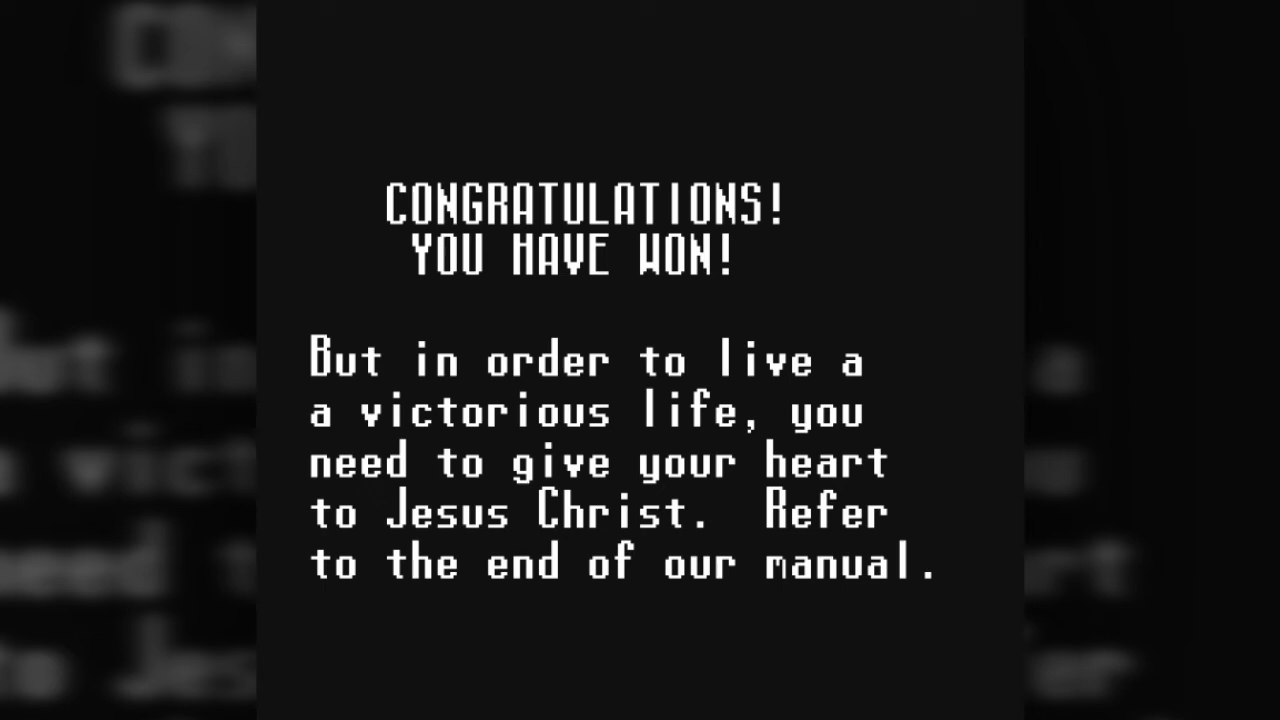 CONGRATULATIONS!
YOU HAVE WON!
But in order to live a
a victorious life, you
need to give your heart
to Jesus Christ.  Refer
to the end of our manual.